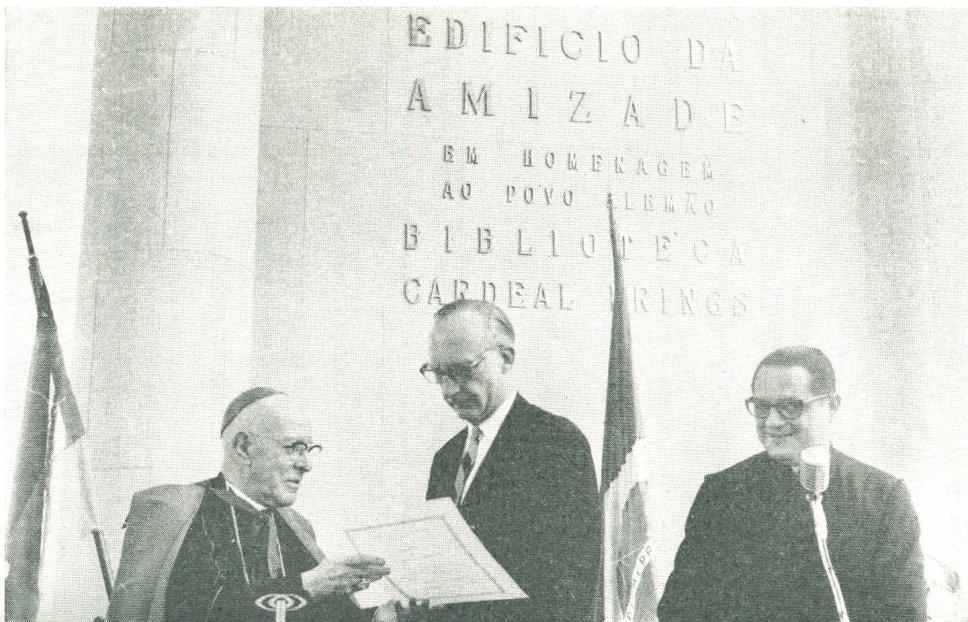 EDIFICIO DA
AMIZADE
EM HOMENAGEM
AO POVO ALEMÃO
BIBLIOTECA
CARDEAL FRINGS